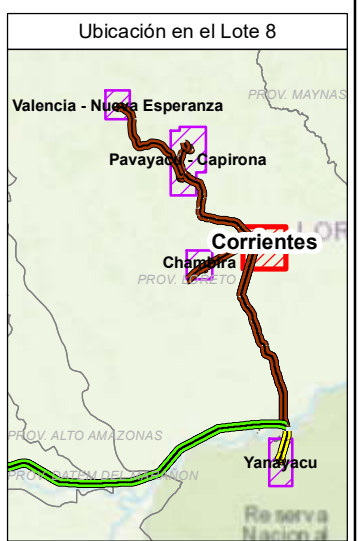 Ubicación en el Lote 8
PROV. MAYNAS
Valencia - Nueva Esperanza
Pavayacu - Capirona
LOR
Corrientes
Chambira
PROV. LORETO
PROV. ALTO AMAZONAS
Yanayacu
PROV. DATEM DEL MARAÑON
Reserva
Nacional